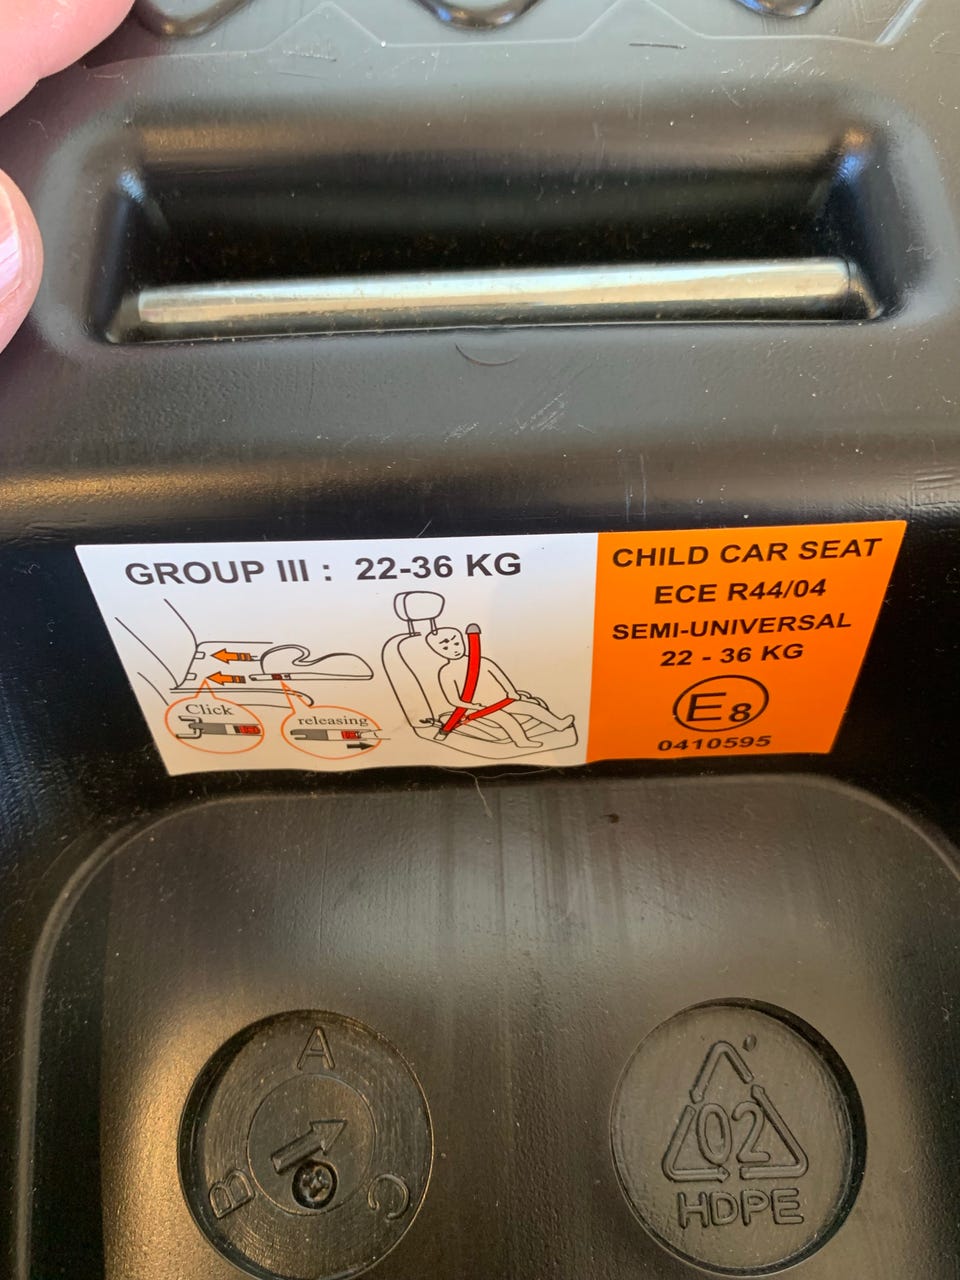 GROUP III : 22-36 KG
Click
releasing
CHILD CAR SEAT
ECE R44/04
SEMI-UNIVERSAL
22 - 36 KG
E8
0410595
A
B
C
02
HDPE